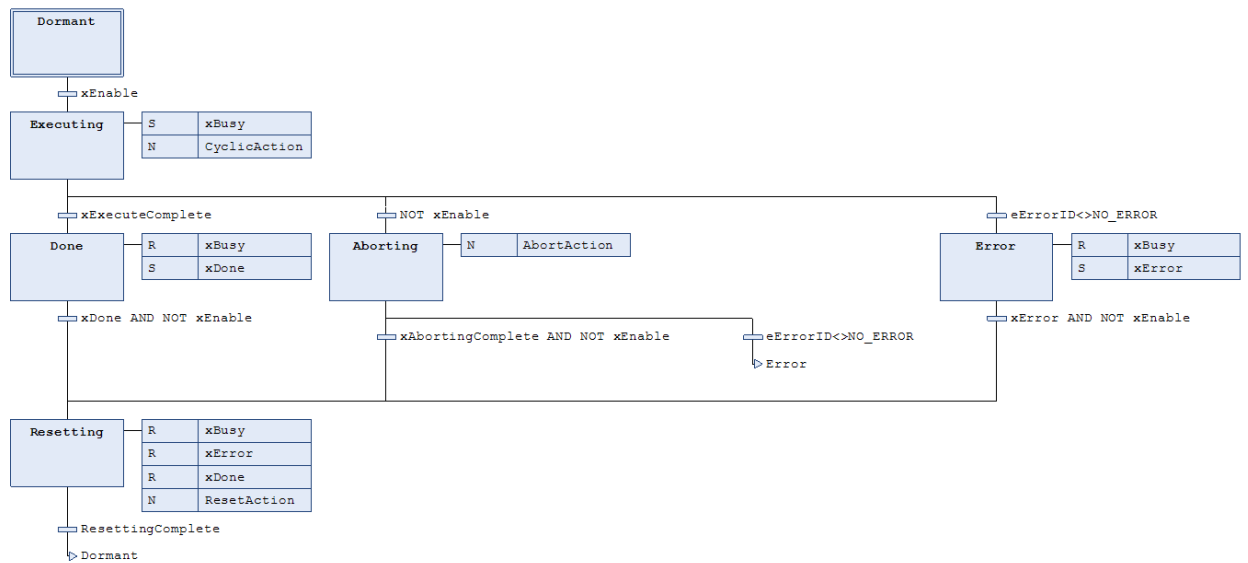 Dormant
xEnable
Executing
S xBusy
N CyclicAction
xExecuteComplete
NOT xEnable
eErrorID<>NO_ERROR
Done
R xBusy
S xDone
Aborting
N AbortAction
Error
R xBusy
S xError
xDone AND NOT xEnable
xError AND NOT xEnable
xAbortingComplete AND NOT xEnable
eErrorID<>NO_ERROR
Error
Resetting
R xBusy
R xError
R xDone
N ResetAction
ResettingComplete
Dormant